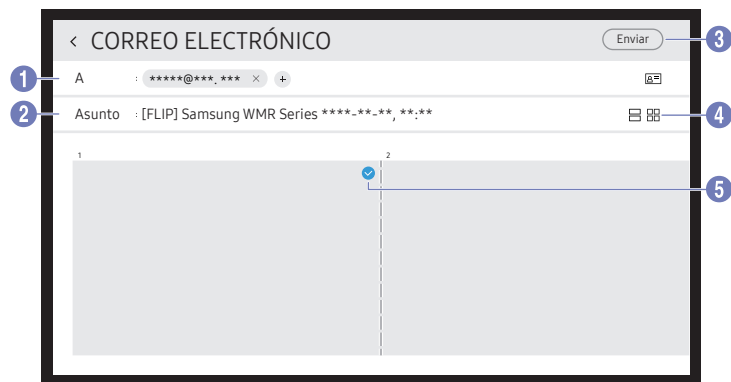 CORREO ELECTRÓNICO
Enviar
3
1
A : *****@***.*** × +
2
Asunto : [FLIP] Samsung WMR Series ****-**-**, **:**
4
1 2
5